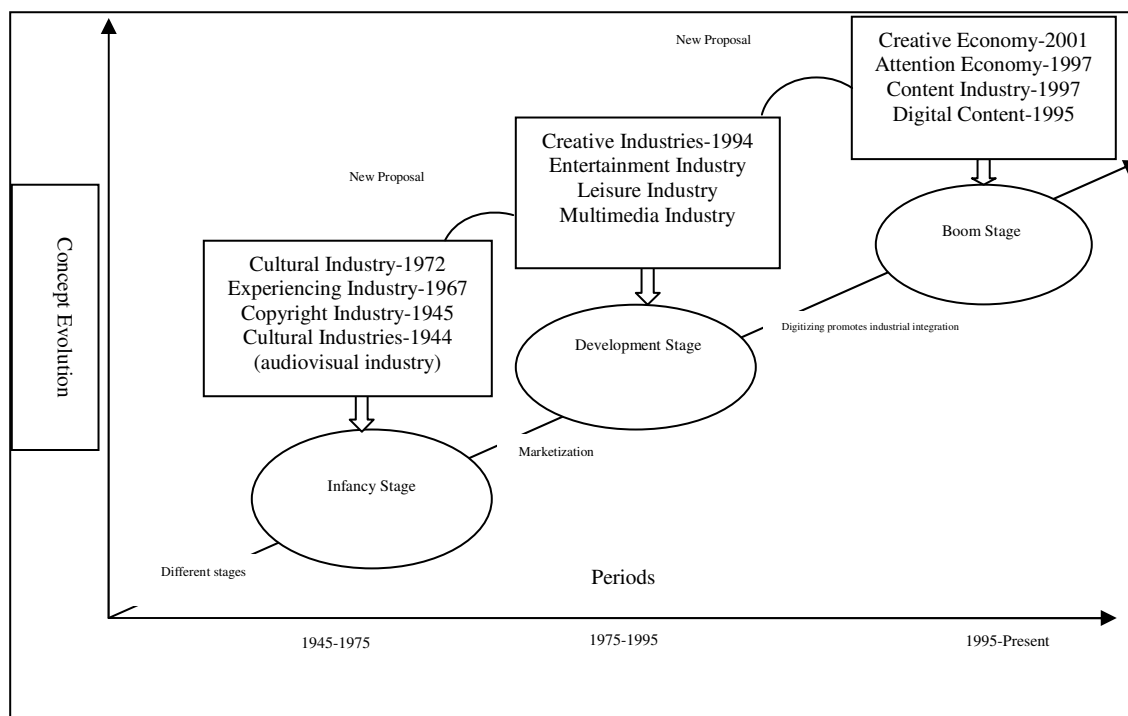 New Proposal
Creative Economy-2001
Attention Economy-1997
Content Industry-1997
Digital Content-1995
New Proposal
Creative Industries-1994
Entertainment Industry
Leisure Industry
Multimedia Industry
Concept Evolution
Cultural Industry-1972
Experiencing Industry-1967
Copyright Industry-1945
Cultural Industries-1944
(audiovisual industry)
Boom Stage
Digitizing promotes industrial integration
Development Stage
Marketization
Infancy Stage
Different stages
Periods
1945-1975
1975-1995
1995-Present